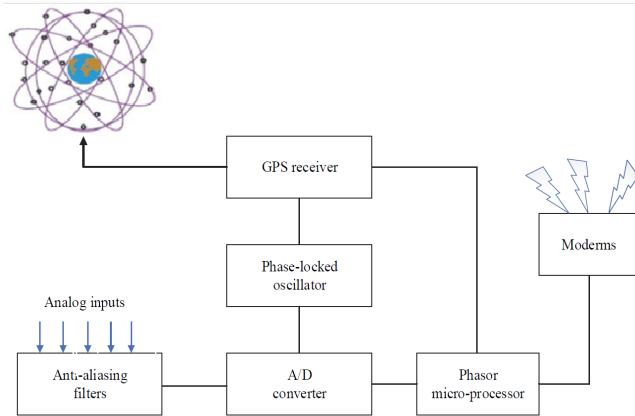 GPS receiver
Phase-locked
oscillator
Moderms
Analog inputs
Anti-aliasing
filters
A/D
converter
Phasor
micro-processor